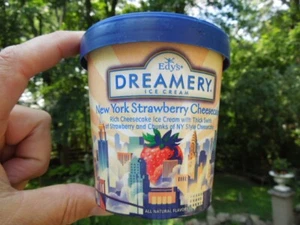 Edy's
DREAMERY
ICE CREAM
New York Strawberry Cheesecake
Rich Cheesecake Ice Cream with Thick Swirls
of Strawberry and Chunks of NY Style Cheesecake
ALL NATURAL FLAVORS